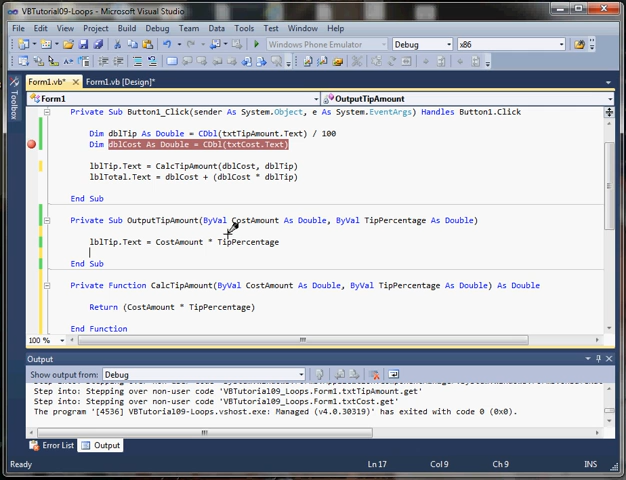 VBTutorial09-Loops - Microsoft Visual Studio
File Edit View Project Build Debug Team Data Tools Test Window Help
Windows Phone Emulator Debug x86
Form1.vb* Form1.vb [Design]*
Toolbox
Form1 OutputTipAmount
Private Sub Button1_Click(sender As System.Object, e As System.EventArgs) Handles Button1.Click
Dim dblTip As Double = CDbl(txtTipAmount.Text) / 100
Dim dblCost As Double = CDbl(txtCost.Text)
lblTip.Text = CalcTipAmount(dblCost, dblTip)
lblTotal.Text = dblCost + (dblCost * dblTip)
End Sub
Private Sub OutputTipAmount(ByVal CostAmount As Double, ByVal TipPercentage As Double)
lblTip.Text = CostAmount * TipPercentage
End Sub
Private Function CalcTipAmount(ByVal CostAmount As Double, ByVal TipPercentage As Double) As Double
Return (CostAmount * TipPercentage)
End Function
100 %
Output
Show output from: Debug
Step into: Stepping over non-user code 'VBTutorial09_Loops.Form1.txtTipAmount.get'
Step into: Stepping over non-user code 'VBTutorial09_Loops.Form1.txtCost.get'
The program '[4536] VBTutorial09-Loops.vshost.exe: Managed (v4.0.30319)' has exited with code 0 (0x0).
Error List Output
Ready Ln 17 Col 9 Ch 9 INS